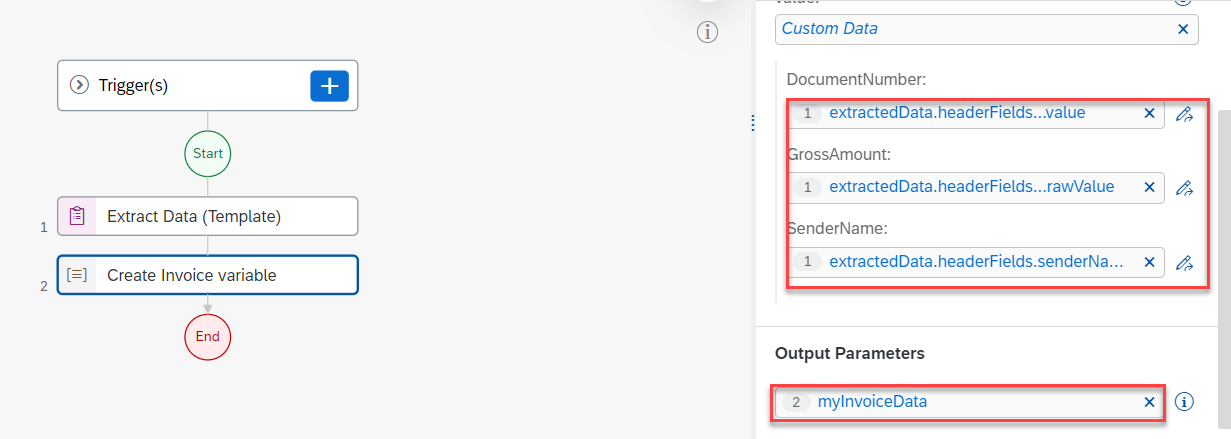 Custom Data
Trigger(s)
DocumentNumber:
1 extractedData.headerFields...value
Start
GrossAmount:
1 extractedData.headerFields...rawValue
1 Extract Data (Template)
SenderName:
1 extractedData.headerFields.senderNa...
2 Create Invoice variable
End
Output Parameters
2 myInvoiceData